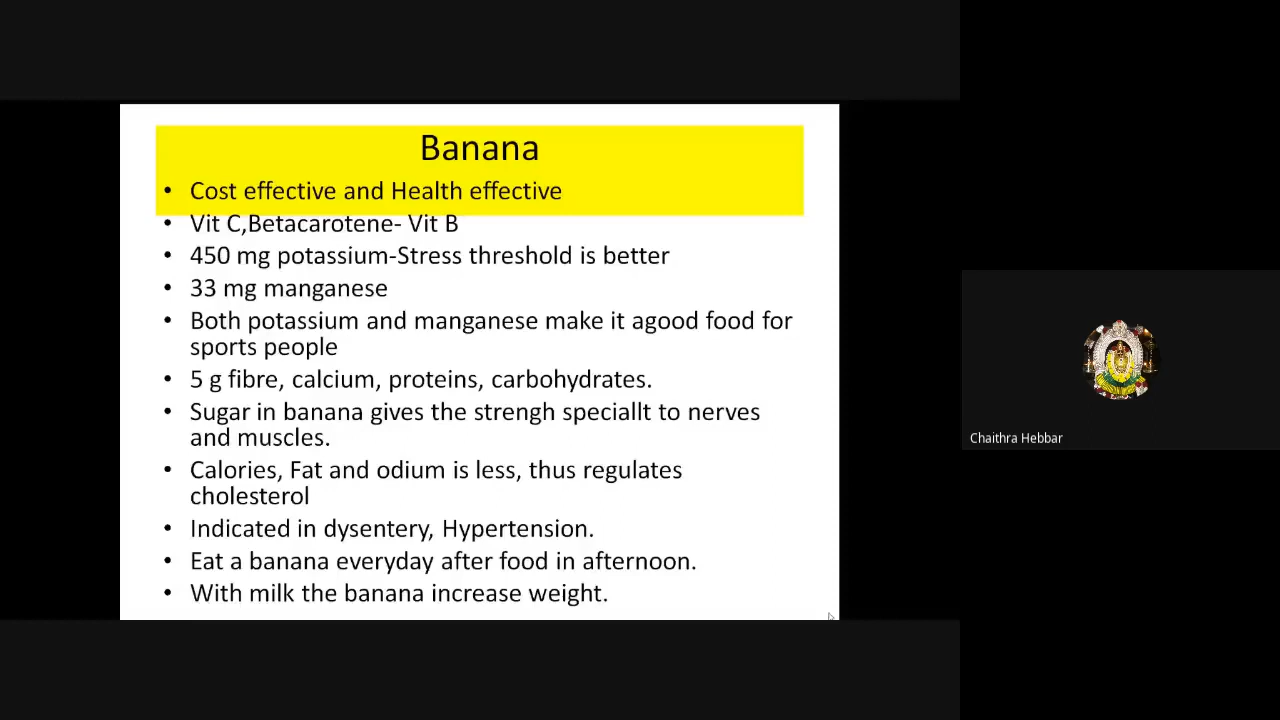 Banana
• Cost effective and Health effective
• Vit C,Betacarotene- Vit B
• 450 mg potassium-Stress threshold is better
• 33 mg manganese
• Both potassium and manganese make it agood food for
sports people
• 5 g fibre, calcium, proteins, carbohydrates.
• Sugar in banana gives the strengh speciallt to nerves
and muscles.
• Calories, Fat and odium is less, thus regulates
cholesterol
• Indicated in dysentery, Hypertension.
• Eat a banana everyday after food in afternoon.
• With milk the banana increase weight.
Chaithra Hebbar